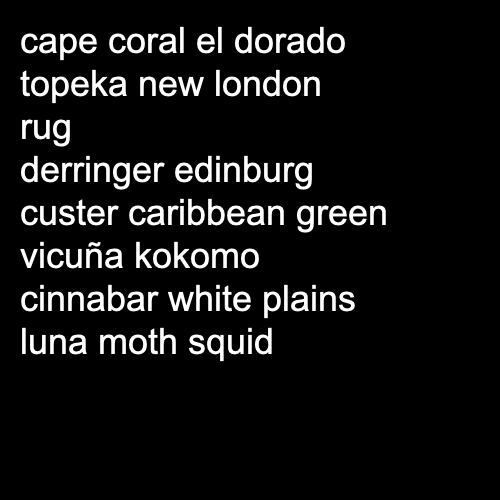 cape coral el dorado
topeka new london
rug
derringer edinburg
custer caribbean green
vicuña kokomo
cinnabar white plains
luna moth squid